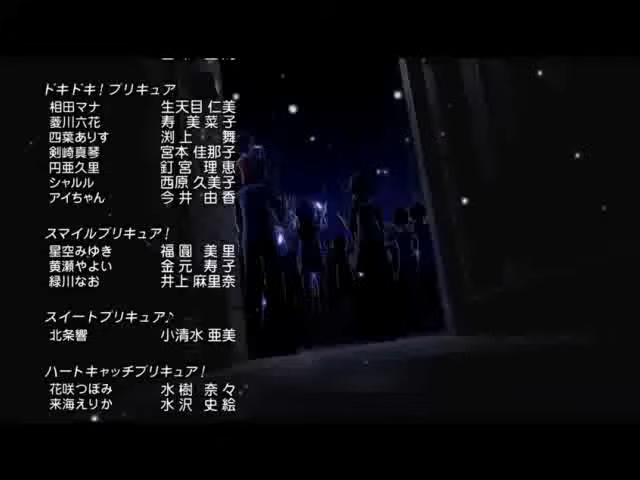 ドキドキ！プリキュア
相田マナ 生天目 仁美
菱川六花 寿 美菜子
四葉ありす 渕上 舞
剣崎真琴 宮本 佳那子
円亜久里 釘宮 理恵
シャルル 西原 久美子
アイちゃん 今井 由香
スマイルプリキュア！
星空みゆき 福圓 美里
黄瀬やよい 金元 寿子
緑川なお 井上 麻里奈
スイートプリキュア♪
北条響 小清水 亜美
ハートキャッチプリキュア！
花咲つぼみ 水樹 奈々
来海えりか 水沢 史絵